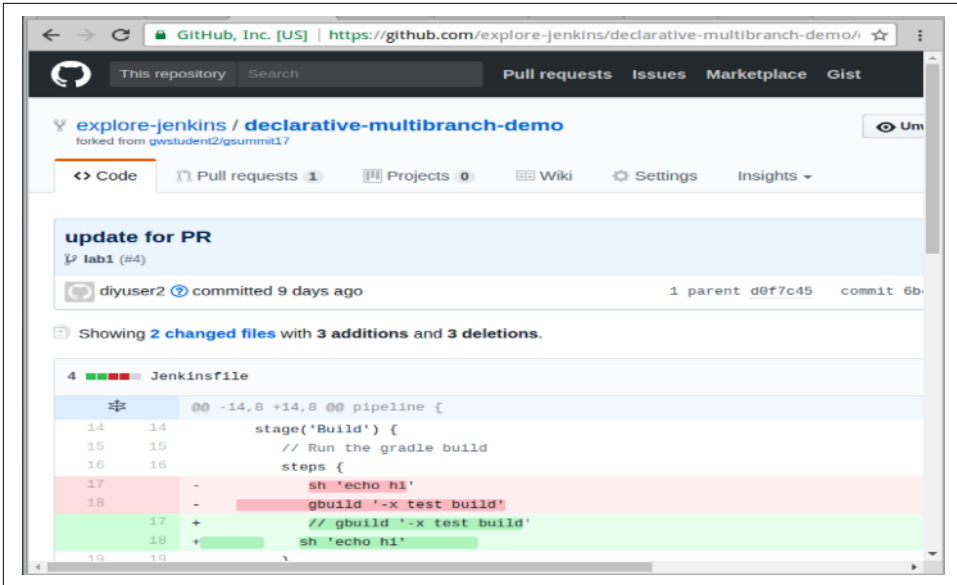 GitHub, Inc. [US] | https://github.com/explore-jenkins/declarative-multibranch-demo/
This repository Search Pull requests Issues Marketplace Gist
explore-jenkins / declarative-multibranch-demo
forked from gwstudent2/gsummit17
<> Code Pull requests 1 Projects 0 Wiki Settings Insights
update for PR
lab1 (#4)
diyuser2 committed 9 days ago 1 parent d0f7c45 commit
Showing 2 changed files with 3 additions and 3 deletions.
4 Jenkinsfile
@@ -14,8 +14,8 @@ pipeline {
14 14 stage('Build') {
15 15 // Run the gradle build
16 16 steps {
17 - sh 'echo hi'
18 - gbuild '-x test build'
17 + // gbuild '-x test build'
18 + sh 'echo hi'
19 19 }